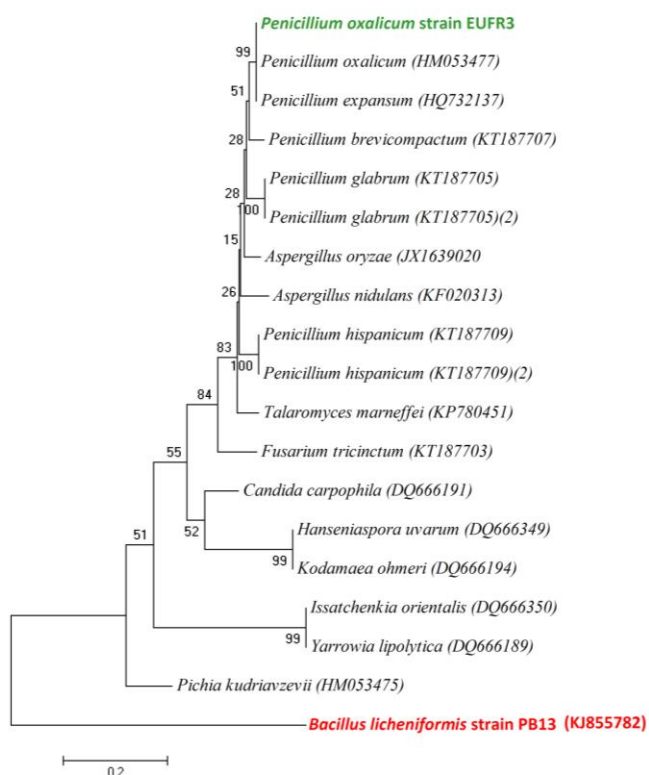 Penicillium oxalicum strain EUFR3
99
Penicillium oxalicum (HM053477)
51
Penicillium expansum (HQ732137)
28
Penicillium brevicompactum (KT187707)
28
Penicillium glabrum (KT187705)
100
Penicillium glabrum (KT187705)(2)
15
Aspergillus oryzae (JX1639020
26
Aspergillus nidulans (KF020313)
Penicillium hispanicum (KT187709)
83
100
Penicillium hispanicum (KT187709)(2)
84
Talaromyces marneffei (KP780451)
Fusarium tricinctum (KT187703)
55
Candida carpophila (DQ666191)
52
Hanseniaspora uvarum (DQ666349)
51
99
Kodamaea ohmeri (DQ666194)
Issatchenkia orientalis (DQ666350)
99
Yarrowia lipolytica (DQ666189)
Pichia kudriavzevii (HM053475)
Bacillus licheniformis strain PB13 (KJ855782)
0.2